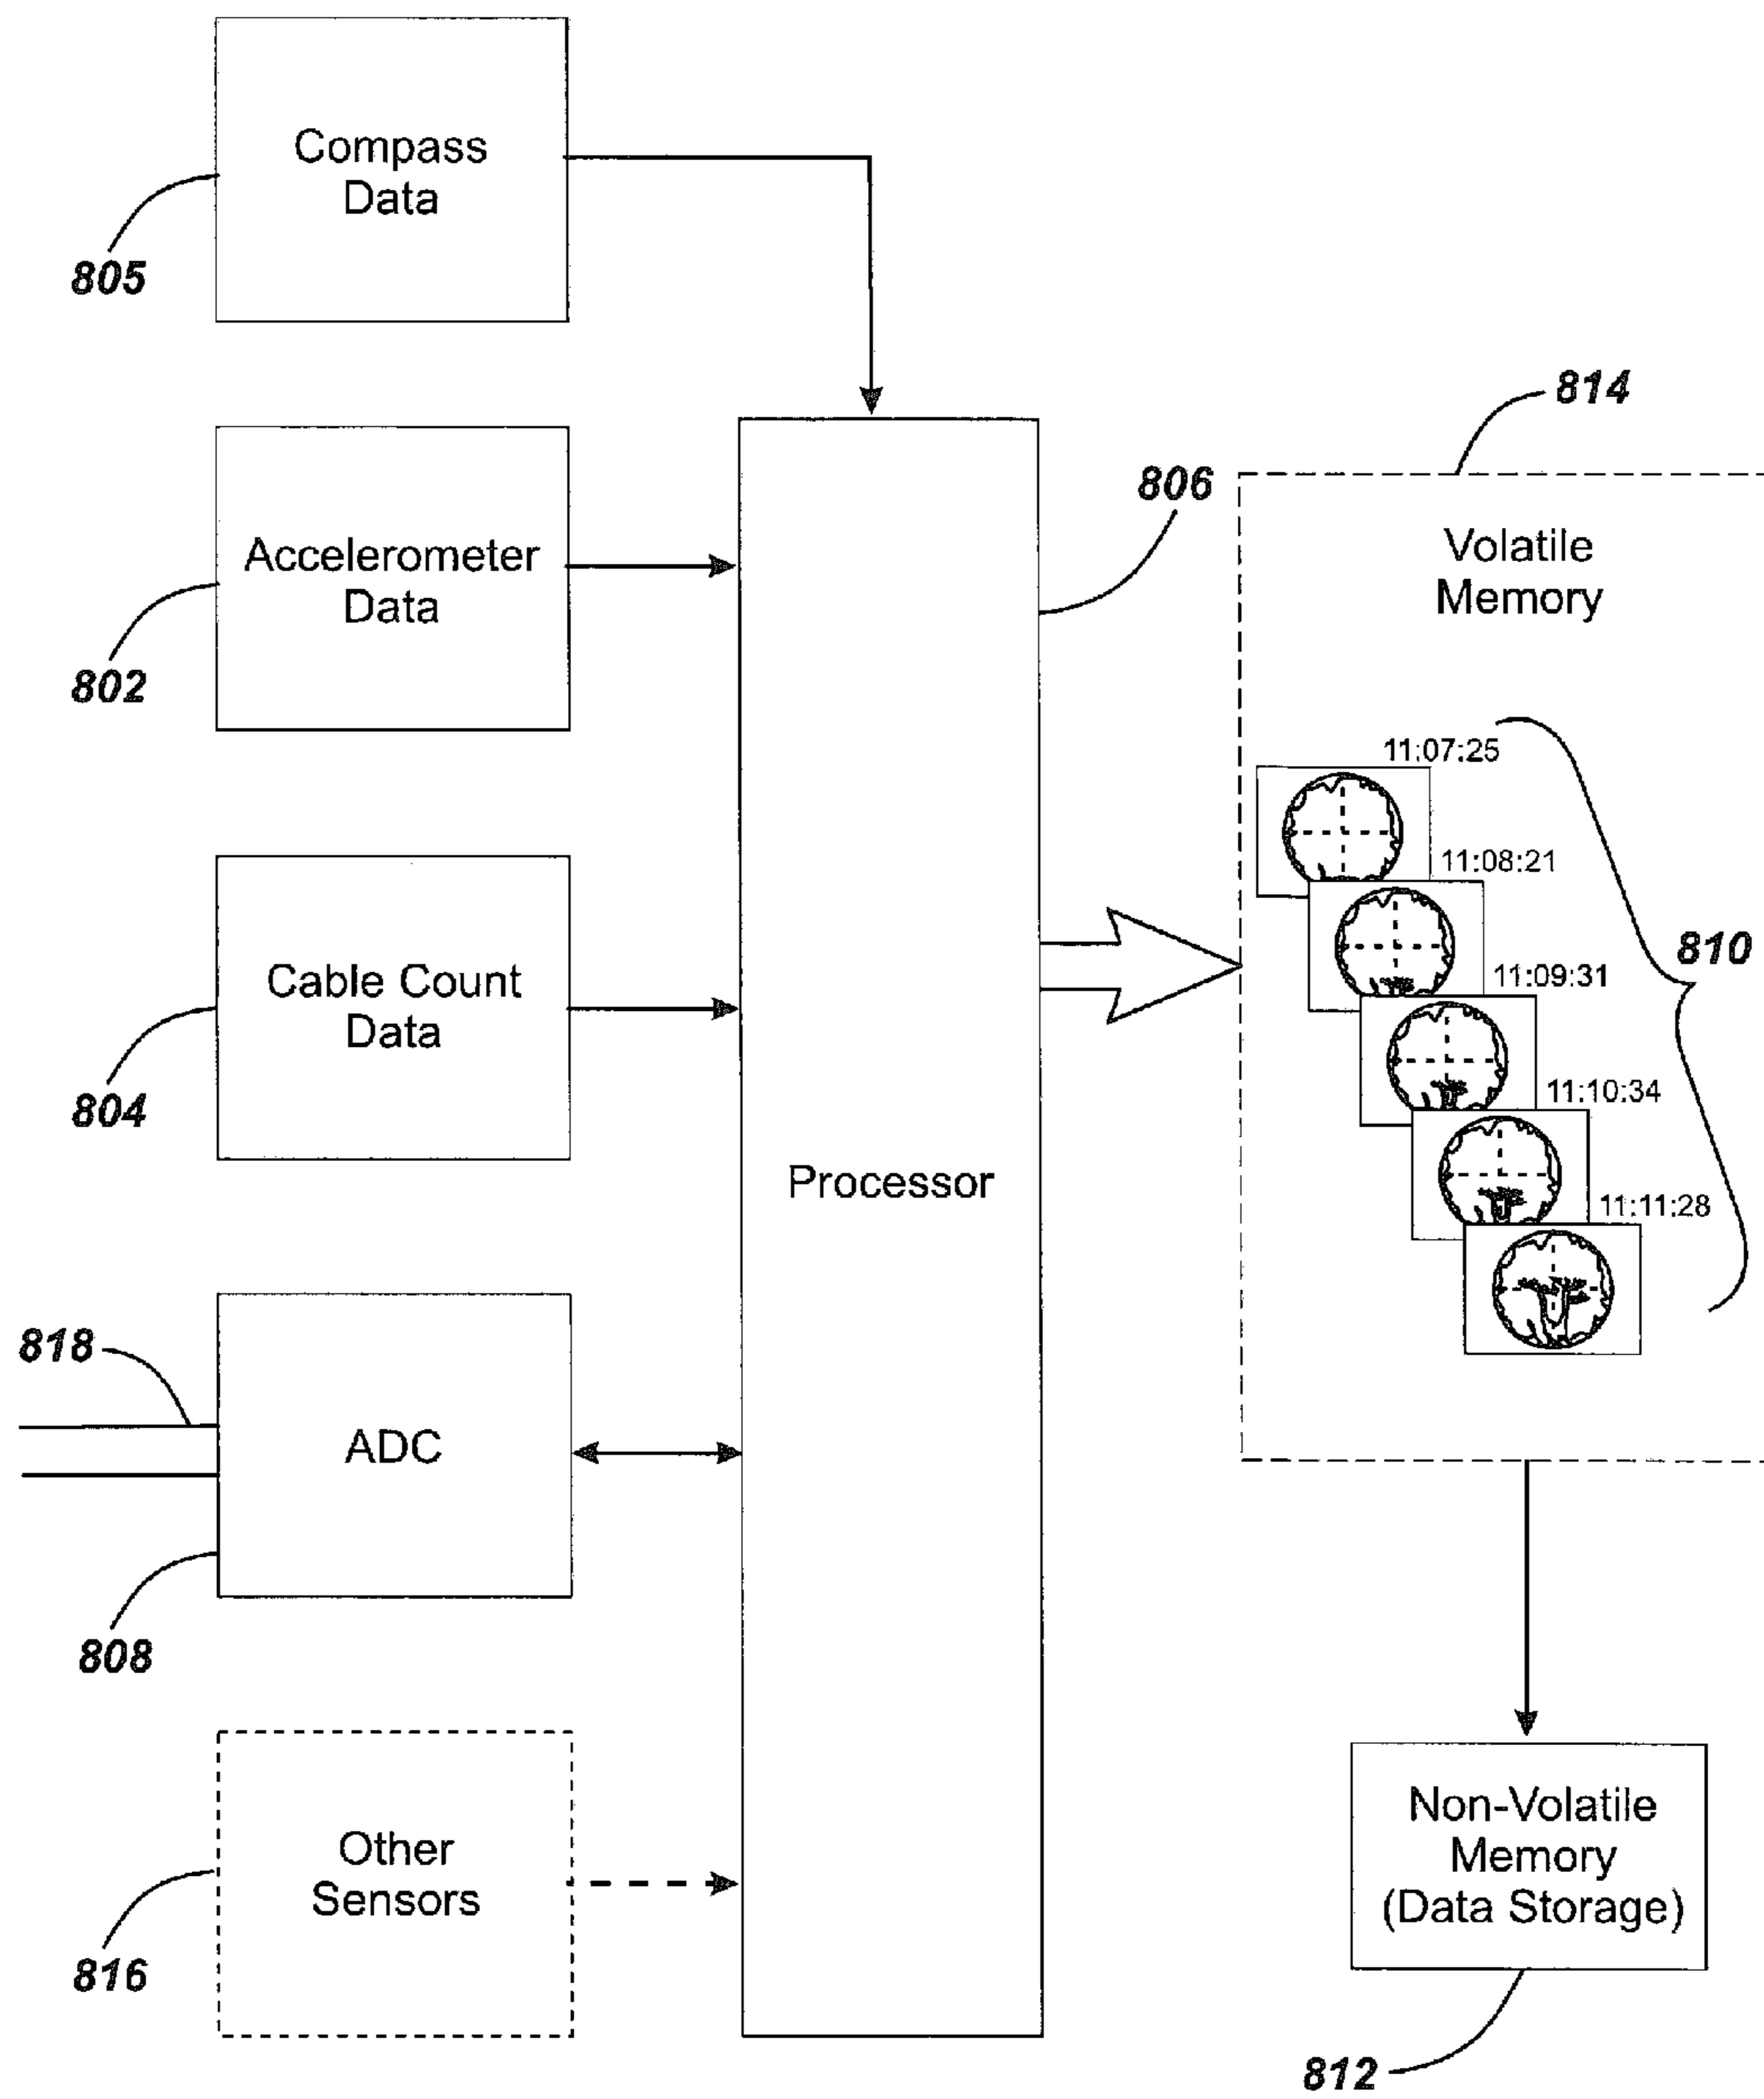 Compass
Data
805
814
806
Accelerometer
Data
802
Volatile
Memory
11:07:25
11:08:21
11:09:31
11:10:34
11:11:28
810
Cable Count
Data
804
Processor
818
ADC
808
Other
Sensors
816
Non-Volatile
Memory
(Data Storage)
812